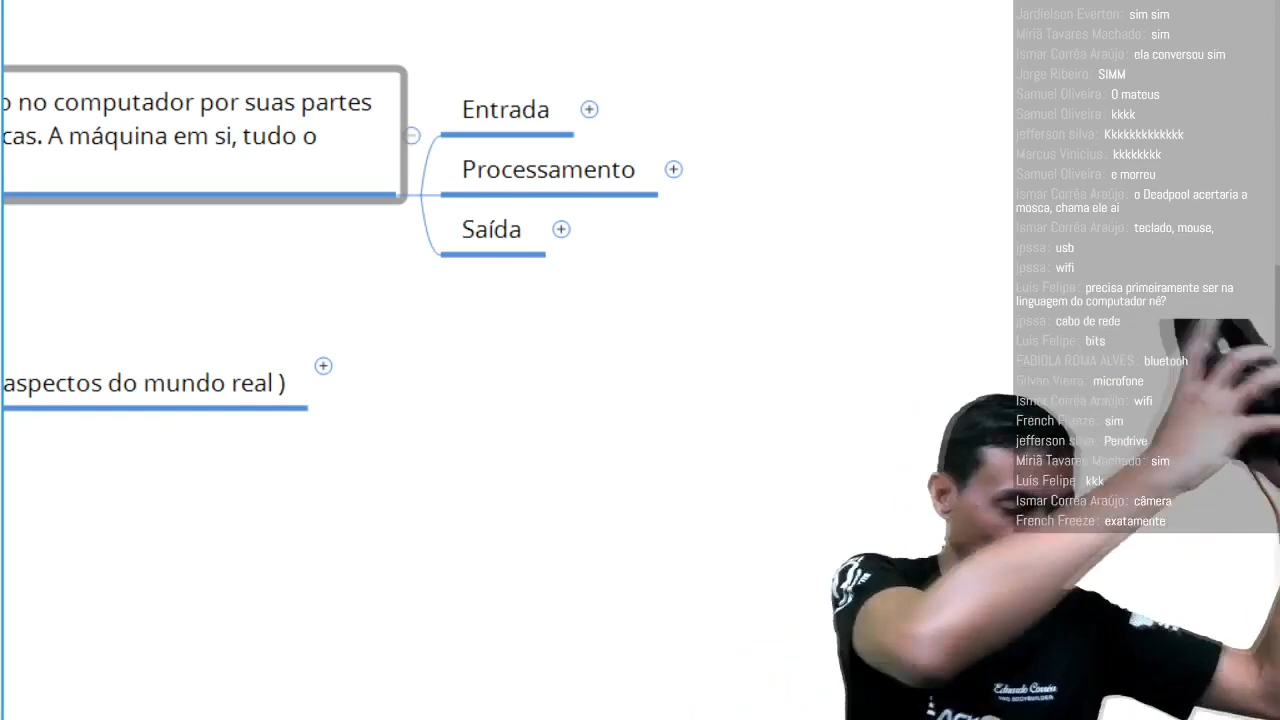 o no computador por suas partes
cas. A máquina em si, tudo o
Entrada
Processamento
Saída
aspectos do mundo real )
Jardielson Everton: sim sim
Miriã Tavares Machado: sim
Ismar Corrêa Araújo: ela conversou sim
Jorge Ribeiro: SIMM
Samuel Oliveira: O mateus
Samuel Oliveira: kkkk
jefferson silva: Kkkkkkkkkkkkk
Marcus Vinicius: kkkkkkkk
Samuel Oliveira: e morreu
Ismar Corrêa Araújo: o Deadpool acertaria a
mosca, chama ele ai
Ismar Corrêa Araújo: teclado, mouse,
jpssa: usb
jpssa: wifi
Luís Felipe: precisa primeiramente ser na
linguagem do computador né?
jpssa: cabo de rede
Luís Felipe: bits
FABIOLA ROMA ALVES: bluetooh
Silvan Vieira: microfone
Ismar Corrêa Araújo: wifi
French Freeze: sim
jefferson silva: Pendrive
Miriã Tavares Machado: sim
Luís Felipe: kkk
Ismar Corrêa Araújo: câmera
French Freeze: exatamente
Eduardo Corrêa